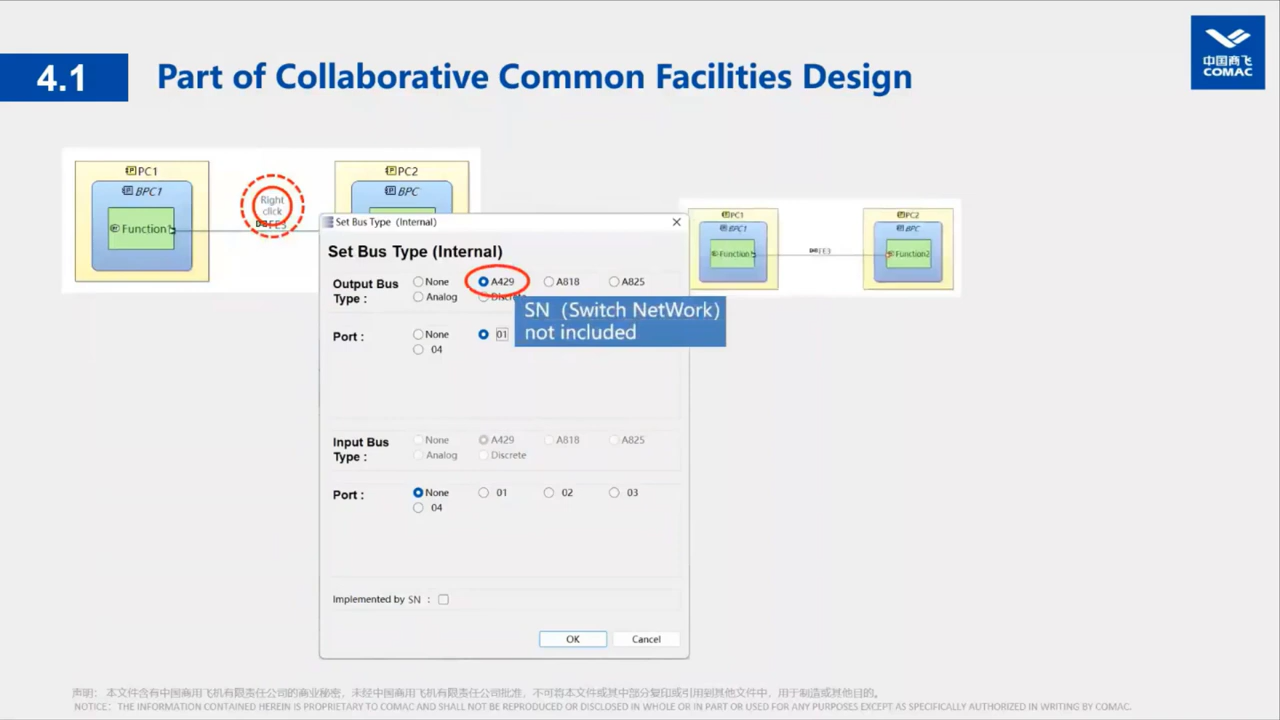 4.1
Part of Collaborative Common Facilities Design
中国商飞
COMAC
PC1
BPC1
Function1
Right
click
FE3
PC2
BPC
Set Bus Type (Internal)
Set Bus Type (Internal)
Output Bus Type : None A429 A818 A825
Analog Discrete
SN (Switch NetWork)
not included
Port : None 01
04
Input Bus Type : None A429 A818 A825
Analog Discrete
Port : None 01 02 03
04
Implemented by SN :
OK Cancel
PC1
BPC1
Function1
FE3
PC2
BPC
Function2
声明: 本文件含有中国商用飞机有限责任公司的商业秘密,未经中国商用飞机有限责任公司批准,不可将本文件或其中部分复印或引用到其他文件中,用于制造或其他目的。
NOTICE: THE INFORMATION CONTAINED HEREIN IS PROPRIETARY TO COMAC AND SHALL NOT BE REPRODUCED OR DISCLOSED IN WHOLE OR IN PART OR USED FOR ANY PURPOSES EXCEPT AS SPECIFICALLY AUTHORIZED IN WRITING BY COMAC.